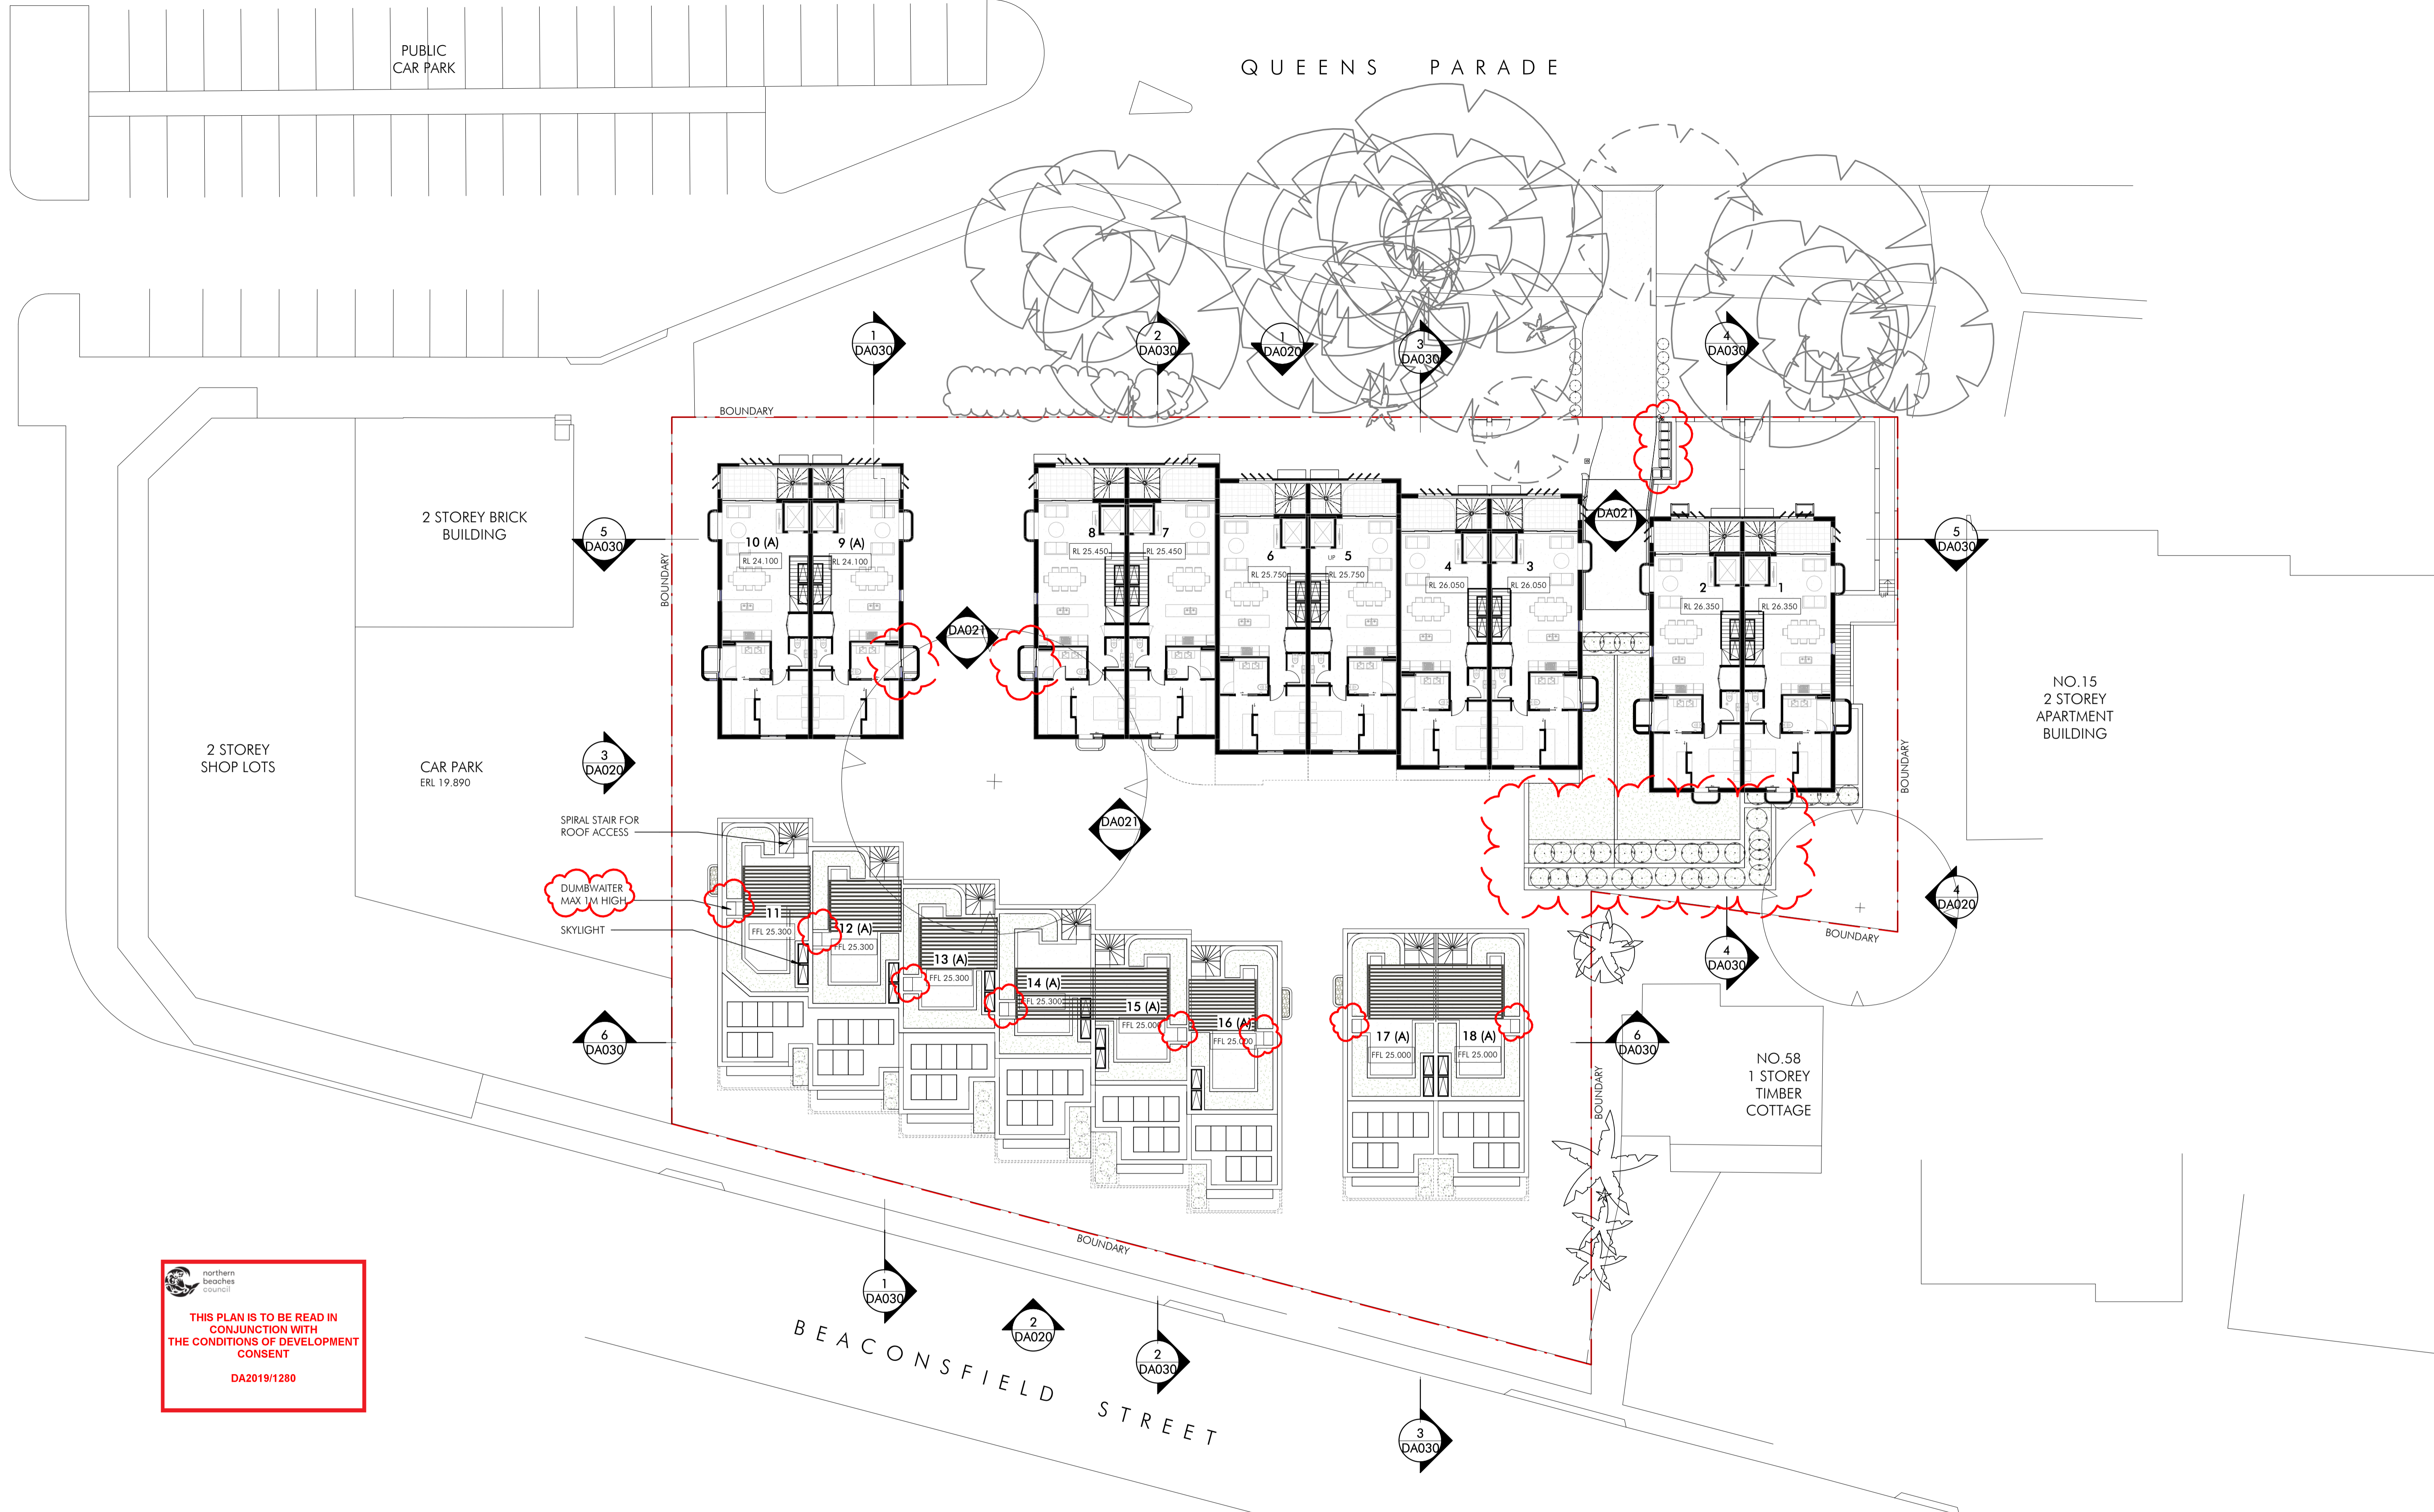 PUBLIC
CAR PARK
QUEENS PARADE
1
DA030
2
DA030
1
DA020
3
DA030
4
DA030
BOUNDARY
2 STOREY BRICK
BUILDING
5
DA030
BOUNDARY
10 (A)
RL 24.100
9 (A)
RL 24.100
8
RL 25.450
7
RL 25.450
6
RL 25.750
UP
5
RL 25.750
4
RL 26.050
3
RL 26.050
DA021
2
RL 26.350
1
RL 26.350
UP
5
DA030
DA021
NO.15
2 STOREY
APARTMENT
BUILDING
2 STOREY
SHOP LOTS
CAR PARK
ERL 19.890
3
DA020
BOUNDARY
DA021
SPIRAL STAIR FOR
ROOF ACCESS
DUMBWAITER
MAX 1M HIGH
SKYLIGHT
11
FFL 25.300
12 (A)
FFL 25.300
13 (A)
FFL 25.300
14 (A)
FFL 25.300
15 (A)
FFL 25.000
16 (A)
FFL 25.000
17 (A)
FFL 25.000
18 (A)
FFL 25.000
4
DA020
BOUNDARY
4
DA030
6
DA030
6
DA030
BOUNDARY
NO.58
1 STOREY
TIMBER
COTTAGE
BOUNDARY
1
DA030
2
DA020
2
DA030
3
DA030
BEACONSFIELD STREET
northern
beaches
council
THIS PLAN IS TO BE READ IN
CONJUNCTION WITH
THE CONDITIONS OF DEVELOPMENT
CONSENT
DA2019/1280